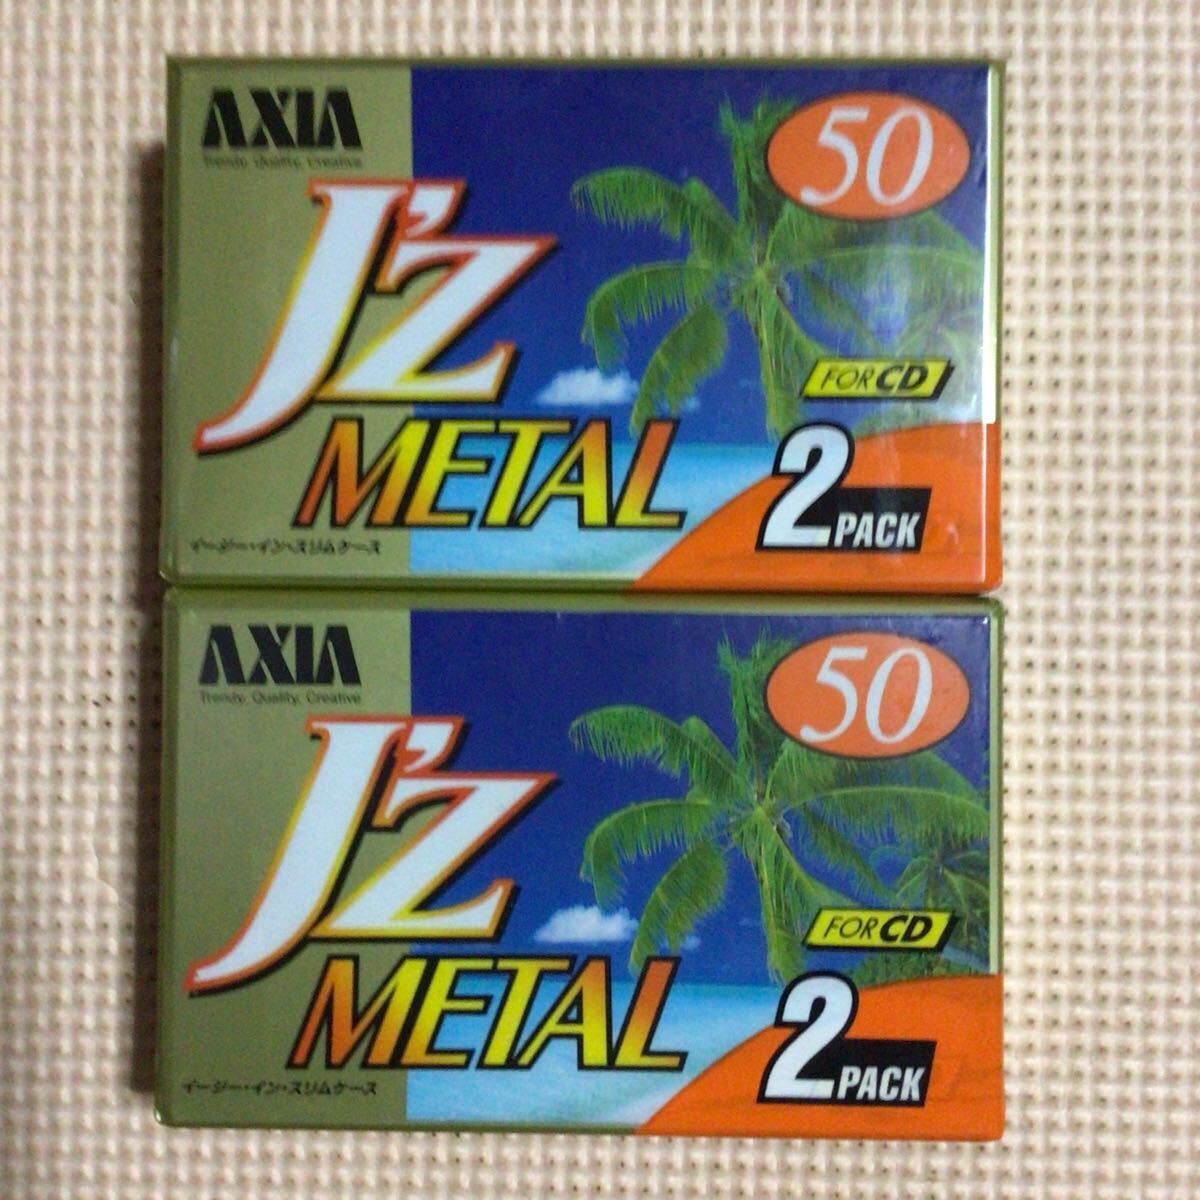 AXIA
Trendy, Quality, Creative
50
J'z
FOR CD
METAL
2 PACK
イージー・イン・スリムケース
AXIA
Trendy, Quality, Creative
50
J'z
FOR CD
METAL
2 PACK
イージー・イン・スリムケース